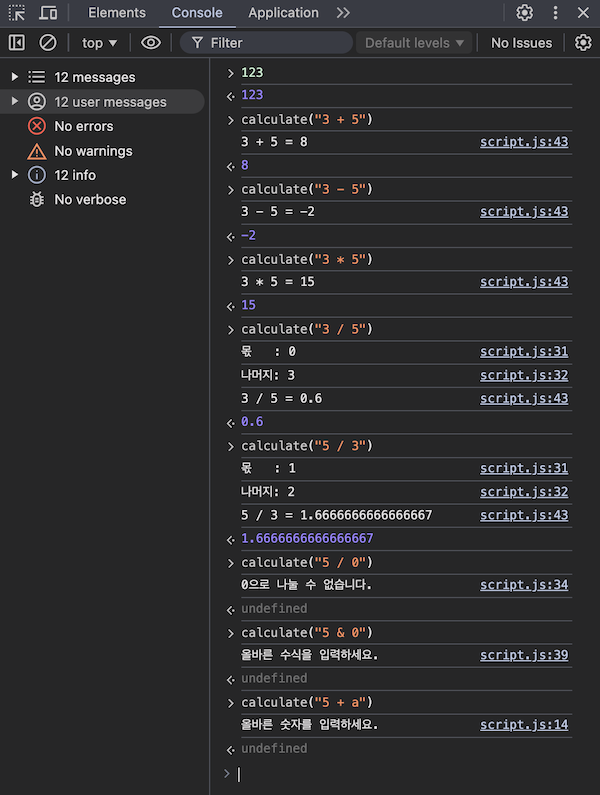 Elements Console Application
top Filter Default levels No Issues
12 messages
12 user messages
No errors
No warnings
12 info
No verbose
123
123
calculate("3 + 5")
3 + 5 = 8 script.js:43
8
calculate("3 - 5")
3 - 5 = -2 script.js:43
-2
calculate("3 * 5")
3 * 5 = 15 script.js:43
15
calculate("3 / 5")
몫 : 0 script.js:31
나머지: 3 script.js:32
3 / 5 = 0.6 script.js:43
0.6
calculate("5 / 3")
몫 : 1 script.js:31
나머지: 2 script.js:32
5 / 3 = 1.6666666666666667 script.js:43
1.6666666666666667
calculate("5 / 0")
0으로 나눌 수 없습니다. script.js:34
undefined
calculate("5 & 0")
올바른 수식을 입력하세요. script.js:39
undefined
calculate("5 + a")
올바른 숫자를 입력하세요. script.js:14
undefined